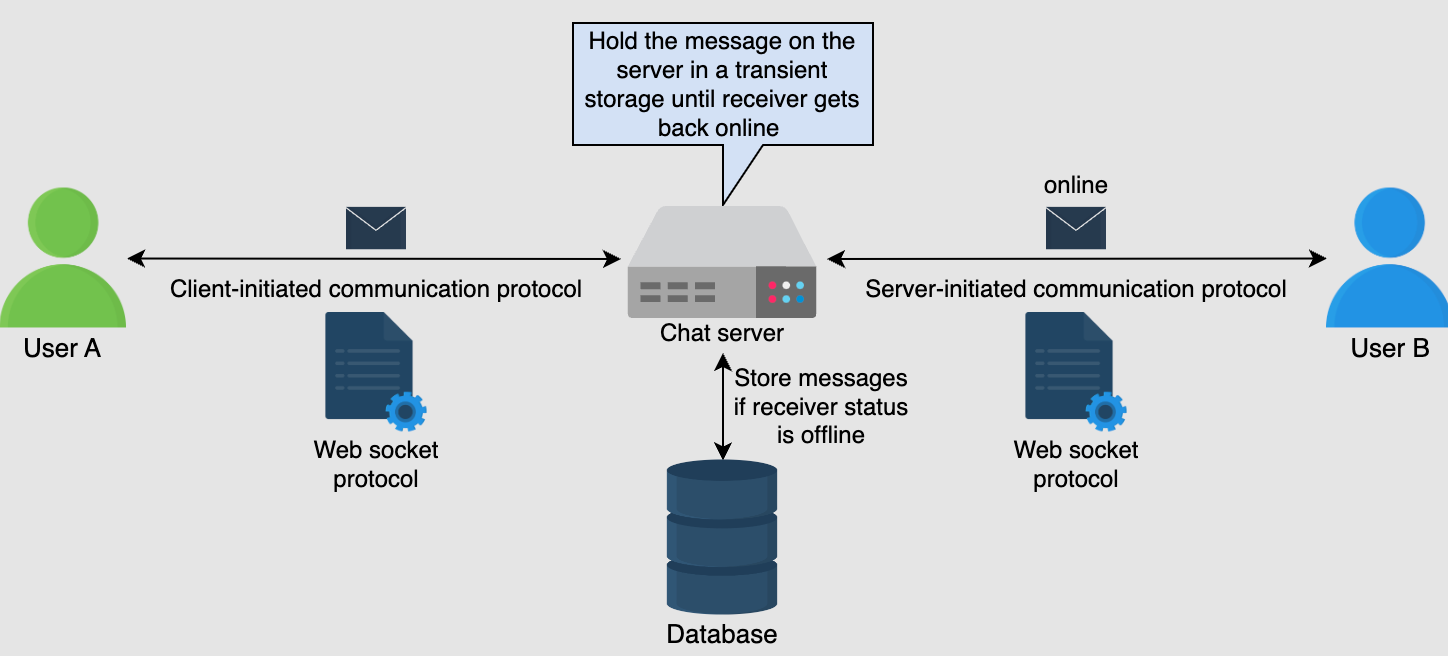 Hold the message on the
server in a transient
storage until receiver gets
back online
online
Client-initiated communication protocol
Server-initiated communication protocol
Chat server
User A
User B
Store messages
if receiver status
is offline
Web socket
protocol
Web socket
protocol
Database